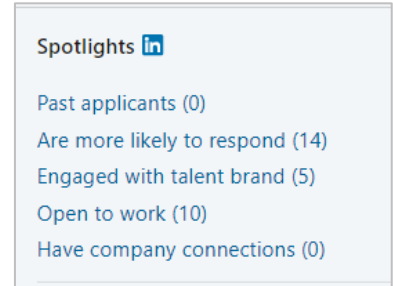 Spotlights in
Past applicants (0)
Are more likely to respond (14)
Engaged with talent brand (5)
Open to work (10)
Have company connections (0)